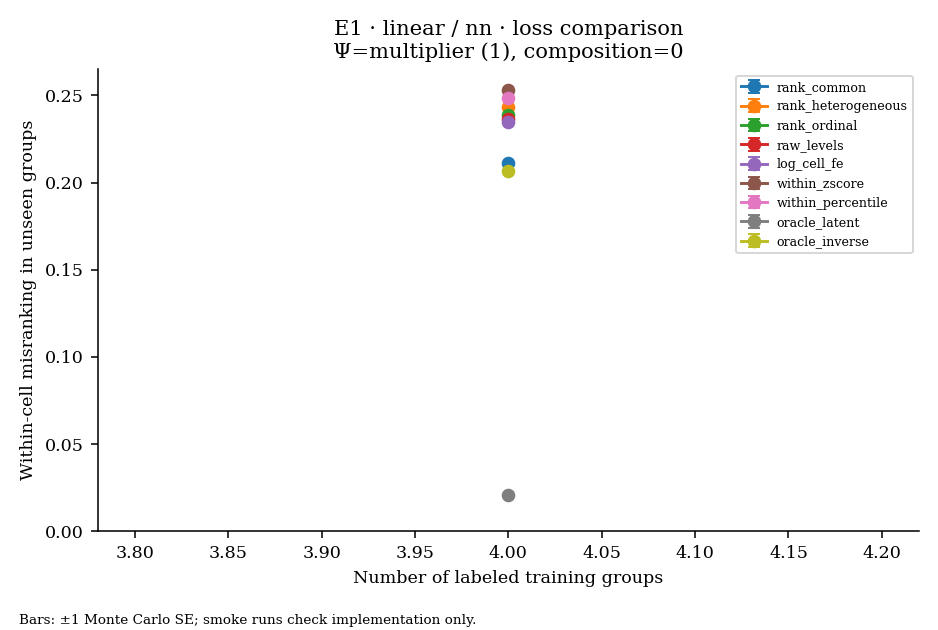 E1 · linear / nn · loss comparison
Ψ=multiplier (1), composition=0
Within-cell misranking in unseen groups
0.25
0.20
0.15
0.10
0.05
0.00
rank_common
rank_heterogeneous
rank_ordinal
raw_levels
log_cell_fe
within_zscore
within_percentile
oracle_latent
oracle_inverse
3.80 3.85 3.90 3.95 4.00 4.05 4.10 4.15 4.20
Number of labeled training groups
Bars: ±1 Monte Carlo SE; smoke runs check implementation only.